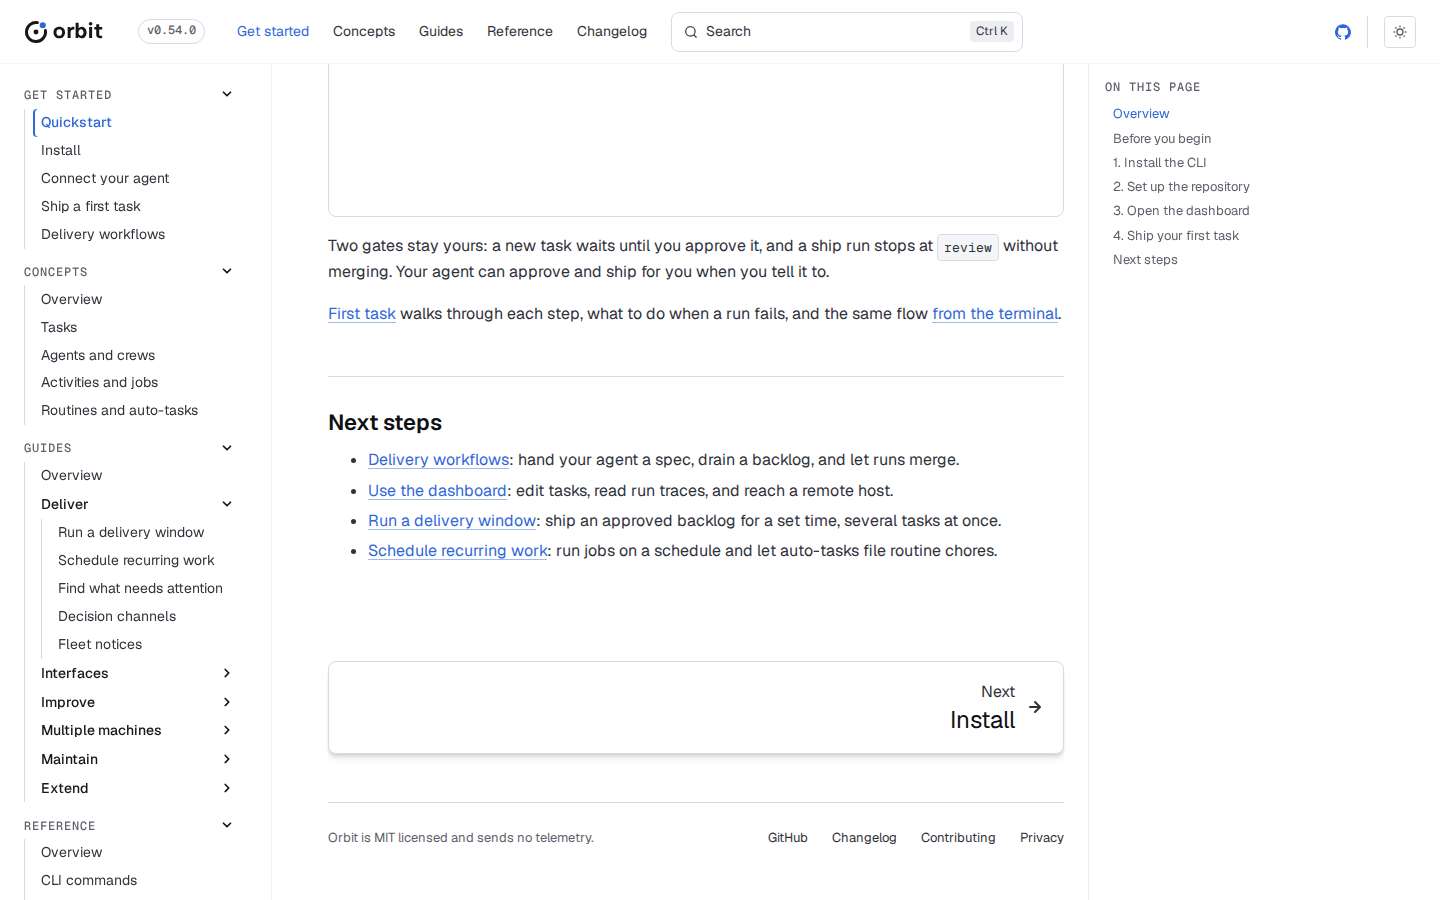 orbit
v0.54.0
Get started
Concepts
Guides
Reference
Changelog
Search
Ctrl K
GET STARTED
Quickstart
Install
Connect your agent
Ship a first task
Delivery workflows
CONCEPTS
Overview
Tasks
Agents and crews
Activities and jobs
Routines and auto-tasks
GUIDES
Overview
Deliver
Run a delivery window
Schedule recurring work
Find what needs attention
Decision channels
Fleet notices
Interfaces
Improve
Multiple machines
Maintain
Extend
REFERENCE
Overview
CLI commands
Two gates stay yours: a new task waits until you approve it, and a ship run stops at review without
merging. Your agent can approve and ship for you when you tell it to.
First task walks through each step, what to do when a run fails, and the same flow from the terminal.
Next steps
Delivery workflows: hand your agent a spec, drain a backlog, and let runs merge.
Use the dashboard: edit tasks, read run traces, and reach a remote host.
Run a delivery window: ship an approved backlog for a set time, several tasks at once.
Schedule recurring work: run jobs on a schedule and let auto-tasks file routine chores.
Next
Install
Orbit is MIT licensed and sends no telemetry.
GitHub
Changelog
Contributing
Privacy
ON THIS PAGE
Overview
Before you begin
1. Install the CLI
2. Set up the repository
3. Open the dashboard
4. Ship your first task
Next steps